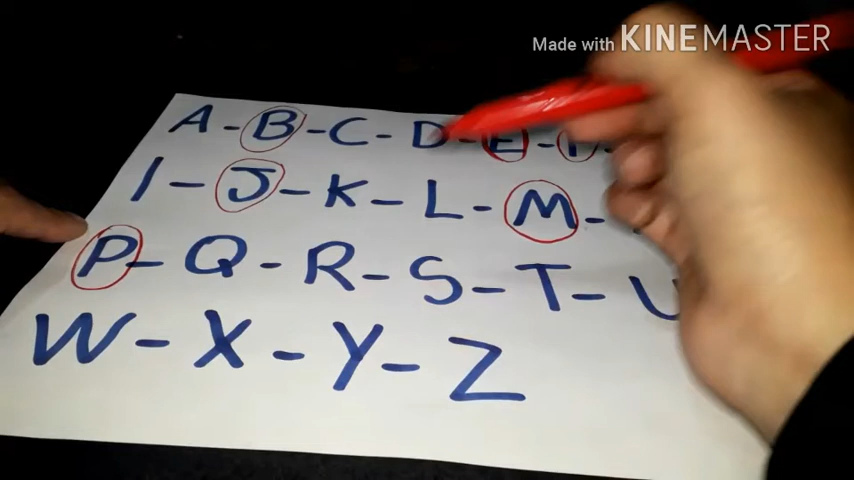 Made with KINEMASTER
A - B - C - D - E - F -
I - J - K - L - M -
P - Q - R - S - T - U
W - X - Y - Z